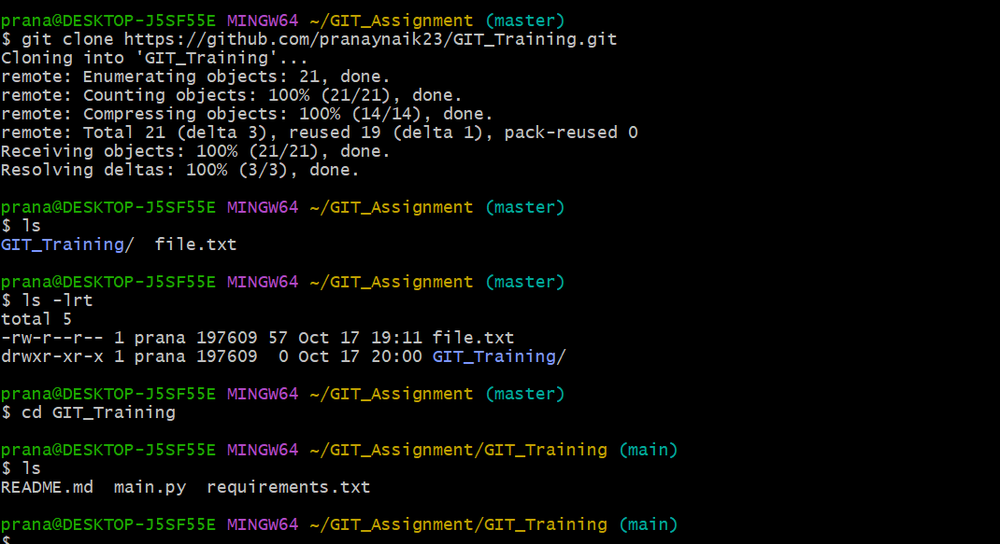 prana@DESKTOP-J5SF55E MINGW64 ~/GIT_Assignment (master)
$ git clone https://github.com/pranaynaik23/GIT_Training.git
Cloning into 'GIT_Training'...
remote: Enumerating objects: 21, done.
remote: Counting objects: 100% (21/21), done.
remote: Compressing objects: 100% (14/14), done.
remote: Total 21 (delta 3), reused 19 (delta 1), pack-reused 0
Receiving objects: 100% (21/21), done.
Resolving deltas: 100% (3/3), done.
prana@DESKTOP-J5SF55E MINGW64 ~/GIT_Assignment (master)
$ ls
GIT_Training/  file.txt
prana@DESKTOP-J5SF55E MINGW64 ~/GIT_Assignment (master)
$ ls -lrt
total 5
-rw-r--r-- 1 prana 197609 57 Oct 17 19:11 file.txt
drwxr-xr-x 1 prana 197609  0 Oct 17 20:00 GIT_Training/
prana@DESKTOP-J5SF55E MINGW64 ~/GIT_Assignment (master)
$ cd GIT_Training
prana@DESKTOP-J5SF55E MINGW64 ~/GIT_Assignment/GIT_Training (main)
$ ls
README.md  main.py  requirements.txt
prana@DESKTOP-J5SF55E MINGW64 ~/GIT_Assignment/GIT_Training (main)
$